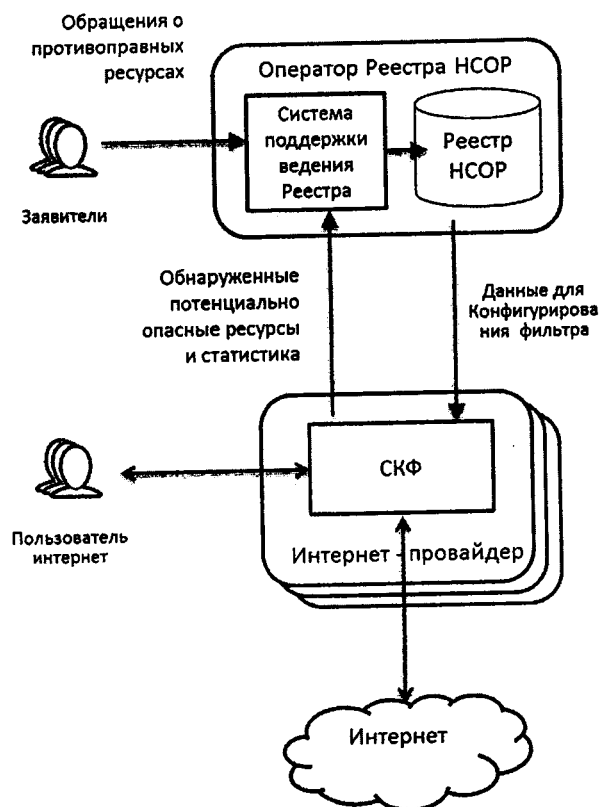 Обращения о
противоправных
ресурсах
Оператор Реестра НСОР
Система
поддержки
ведения
Реестра
Реестр
НСОР
Заявители
Обнаруженные
потенциально
опасные ресурсы
и статистика
Данные для
Конфигурирова
ния фильтра
СКФ
Пользователь
интернет
Интернет - провайдер
Интернет